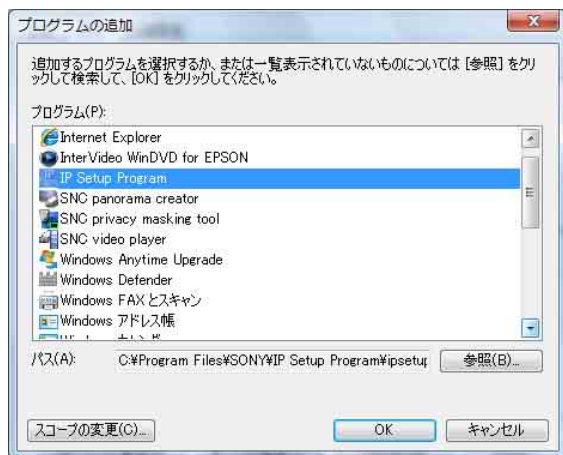 プログラムの追加
追加するプログラムを選択するか、または一覧表示されていないものについては [参照] をクリ
ックして検索して、[OK] をクリックしてください。
プログラム(P):
Internet Explorer
InterVideo WinDVD for EPSON
IP Setup Program
SNC panorama creator
SNC privacy masking tool
SNC video player
Windows Anytime Upgrade
Windows Defender
Windows FAXとスキャン
Windows アドレス帳
パス(A):
C:¥Program Files¥SONY¥IP Setup Program¥ipsetup
参照(B)...
スコープの変更(C)...
OK
キャンセル